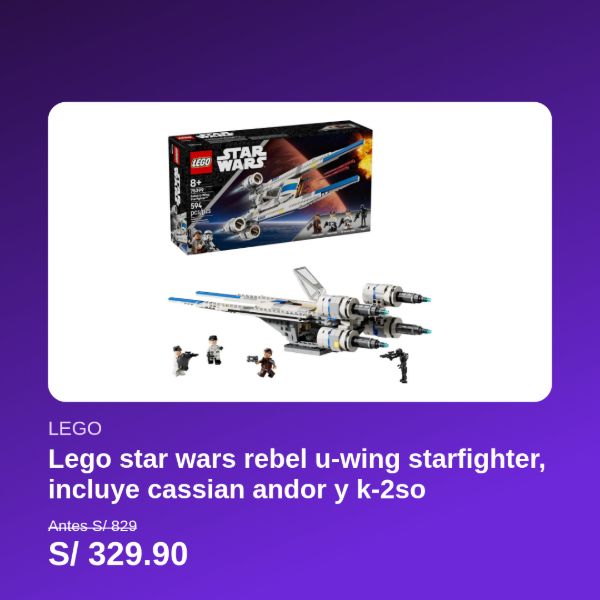 LEGO
STAR
WARS
8+
75399
594
LEGO
Lego star wars rebel u-wing starfighter,
incluye cassian andor y k-2so
Antes S/ 829
S/ 329.90